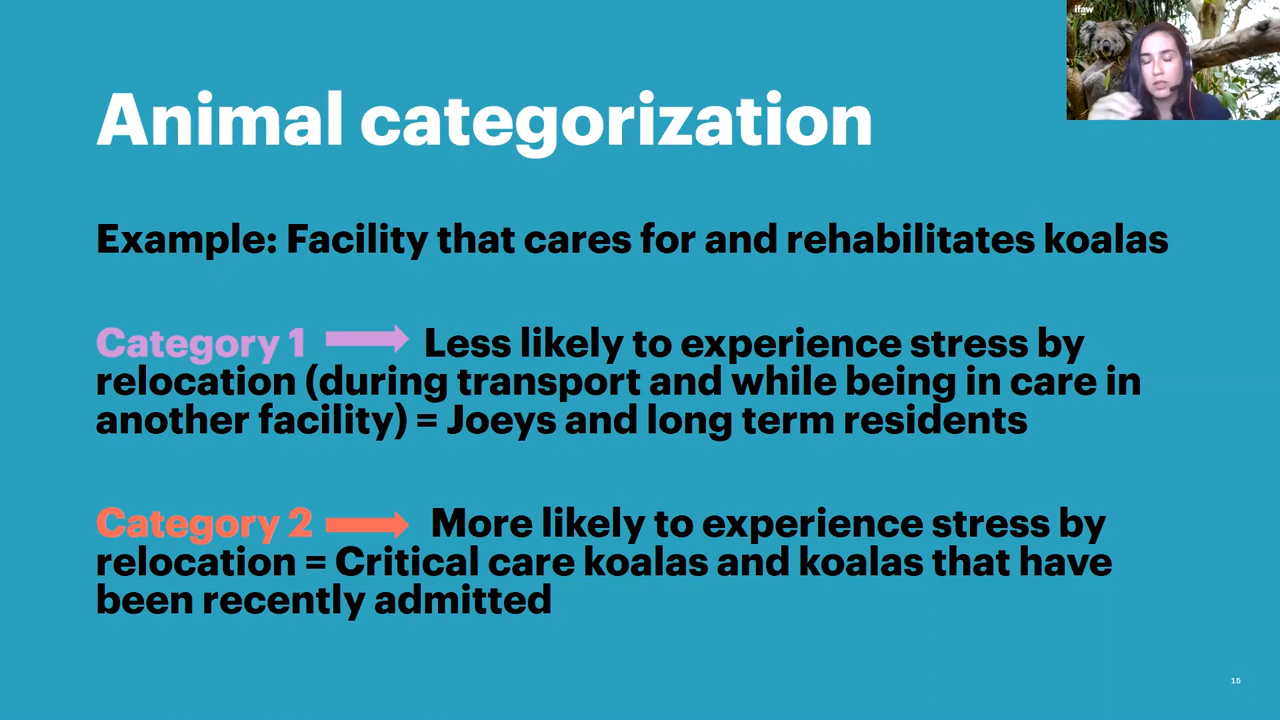 ifaw
Animal categorization
Example: Facility that cares for and rehabilitates koalas
Category 1 Less likely to experience stress by
relocation (during transport and while being in care in
another facility) = Joeys and long term residents
Category 2 More likely to experience stress by
relocation = Critical care koalas and koalas that have
been recently admitted
15